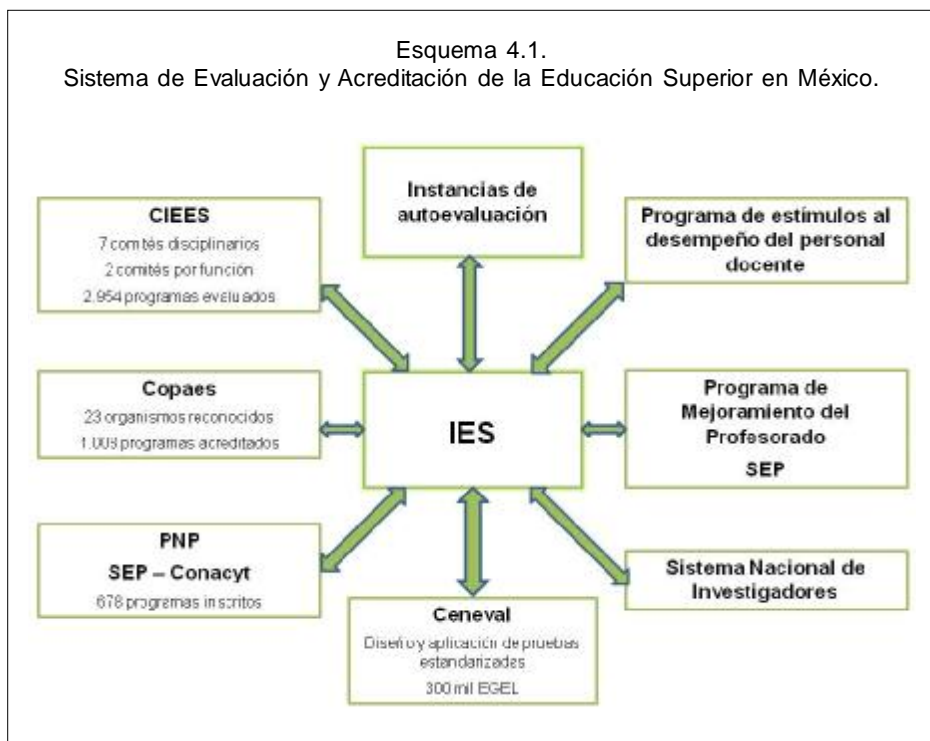 Esquema 4.1.
Sistema de Evaluación y Acreditación de la Educación Superior en México.
Instancias de
autoevaluación
CIEES
7 comités disciplinarios
2 comités por función
2,954 programas evaluados
Programa de estímulos al
desempeño del personal
docente
Copaes
23 organismos reconocidos
programas acreditados
IES
Programa de
Mejoramiento del
Profesorado
SEP
PNP
SEP – Conacyt
678 programas inscritos
Ceneval
Diseño y aplicación de pruebas
estandarizadas
300 mil EGEL
Sistema Nacional de
Investigadores